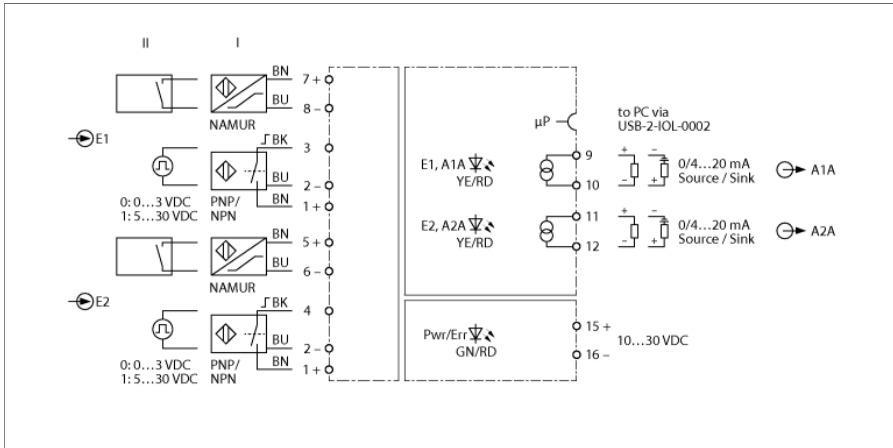 II
I
BN
7 +
BU
8 –
NAMUR
E1
BK
3
BU
2 –
BN
1 +
0: 0...3 VDC
1: 5...30 VDC
PNP/
NPN
BN
5 +
BU
6 –
NAMUR
E2
BK
4
BU
2 –
BN
1 +
0: 0...3 VDC
1: 5...30 VDC
PNP/
NPN
µP
to PC via
USB-2-IOL-0002
E1, A1A
YE/RD
9
10
+
–
–
+
0/4...20 mA
Source / Sink
A1A
E2, A2A
YE/RD
11
12
+
–
–
+
0/4...20 mA
Source / Sink
A2A
Pwr/Err
GN/RD
15 +
16 –
10...30 VDC